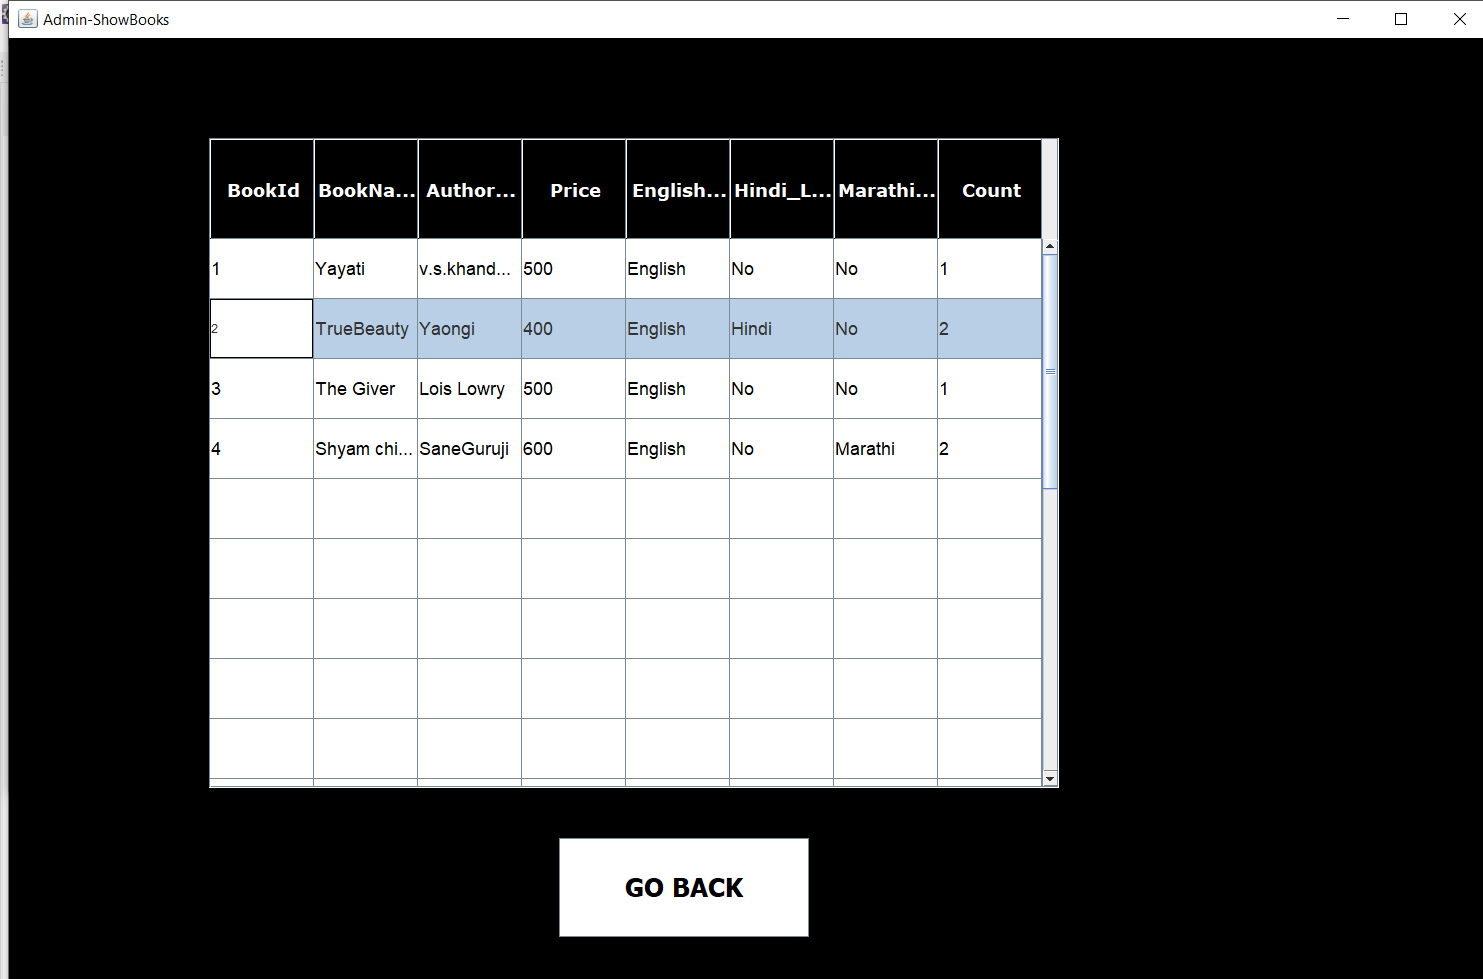 Admin-ShowBooks
BookId BookNa... Author... Price English... Hindi_L... Marathi... Count
1 Yayati v.s.khand... 500 English No No 1
2 TrueBeauty Yaongi 400 English Hindi No 2
3 The Giver Lois Lowry 500 English No No 1
4 Shyam chi... SaneGuruji 600 English No Marathi 2
GO BACK